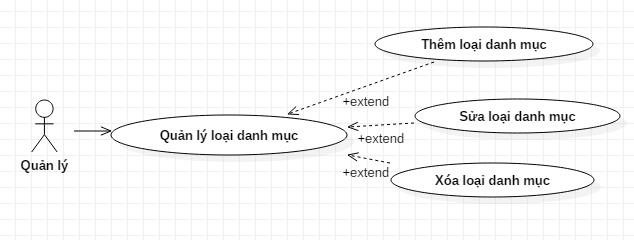 Thêm loại danh mục
+extend
Sửa loại danh mục
+extend
Quản lý loại danh mục
Quản lý
+extend
Xóa loại danh mục